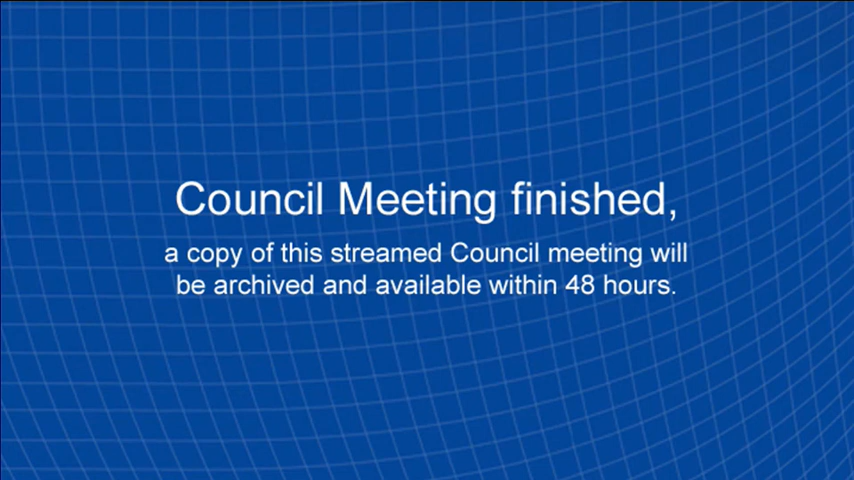 Council Meeting finished,
a copy of this streamed Council meeting will
be archived and available within 48 hours.